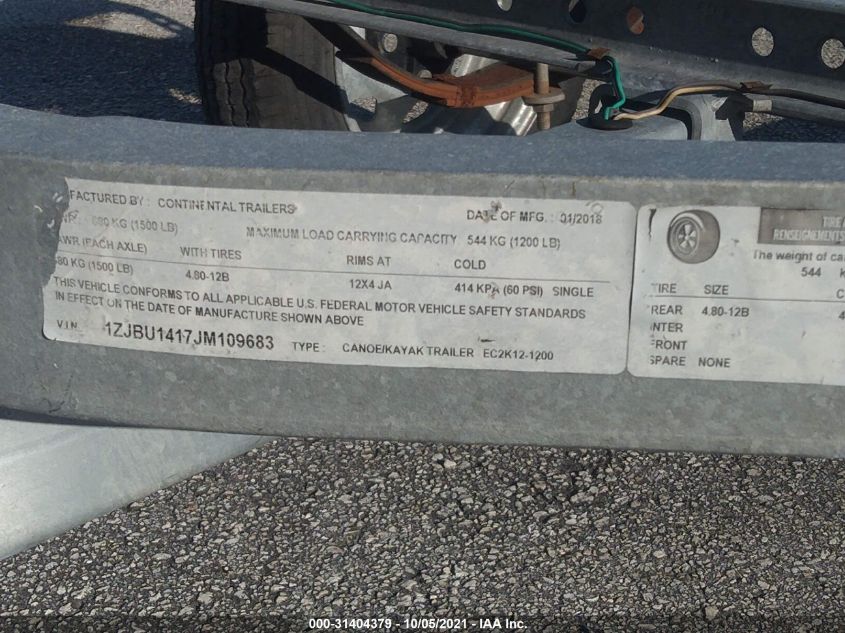 FACTURED BY: CONTINENTAL TRAILERS DATE OF MFG.: 01/2018
680 KG (1500 LB) MAXIMUM LOAD CARRYING CAPACITY 544 KG (1200 LB)
AWR (EACH AXLE) WITH TIRES RIMS AT COLD
80 KG (1500 LB) 4.80-12B 12X4 JA 414 KPA (60 PSI) SINGLE
THIS VEHICLE CONFORMS TO ALL APPLICABLE U.S. FEDERAL MOTOR VEHICLE SAFETY STANDARDS
IN EFFECT ON THE DATE OF MANUFACTURE SHOWN ABOVE
V.I.N. 1ZJBU1417JM109683 TYPE: CANOE/KAYAK TRAILER EC2K12-1200
TIRE
RENSEIGNEMENTS
The weight of ca
544 K
TIRE SIZE C
REAR 4.80-12B 4
INTER
FRONT
SPARE NONE
000-31404379 - 10/05/2021 - IAA Inc.